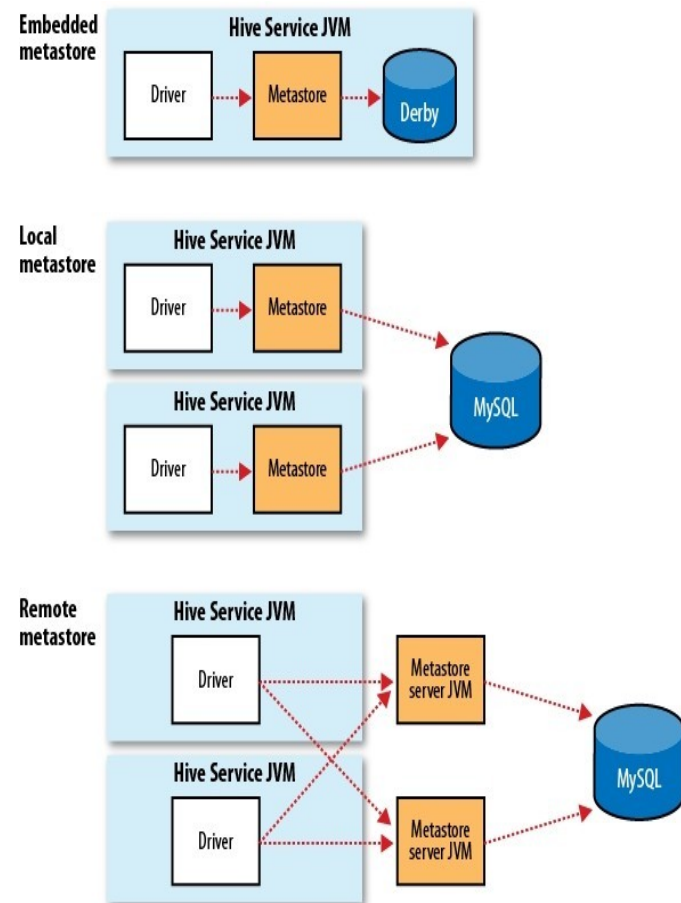 Embedded
metastore
Hive Service JVM
Driver
Metastore
Derby
Local
metastore
Hive Service JVM
Driver
Metastore
Hive Service JVM
Driver
Metastore
MySQL
Remote
metastore
Hive Service JVM
Driver
Metastore
server JVM
Hive Service JVM
Driver
Metastore
server JVM
MySQL